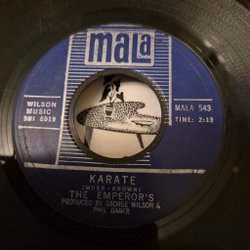 mala
WILSON
MUSIC
BMI 6919
MALA 543
TIME: 2:13
KARATE
(MOSS-BROWN)
THE EMPEROR'S
PRODUCED BY GEORGE WILSON &
PHIL GABER